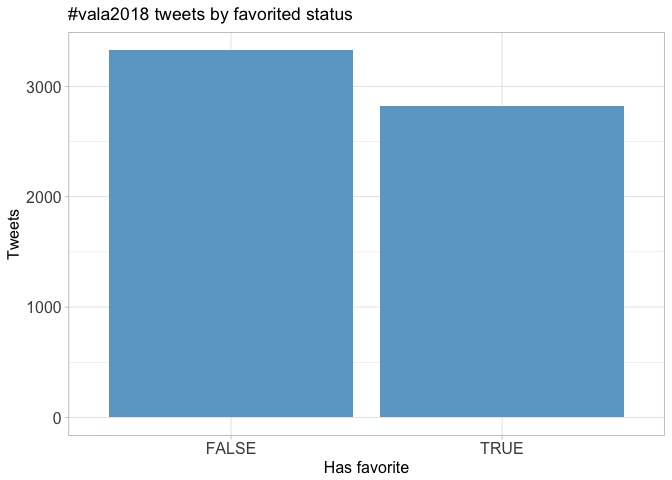 #vala2018 tweets by favorited status
3000
2000
1000
0
Tweets
FALSE TRUE
Has favorite